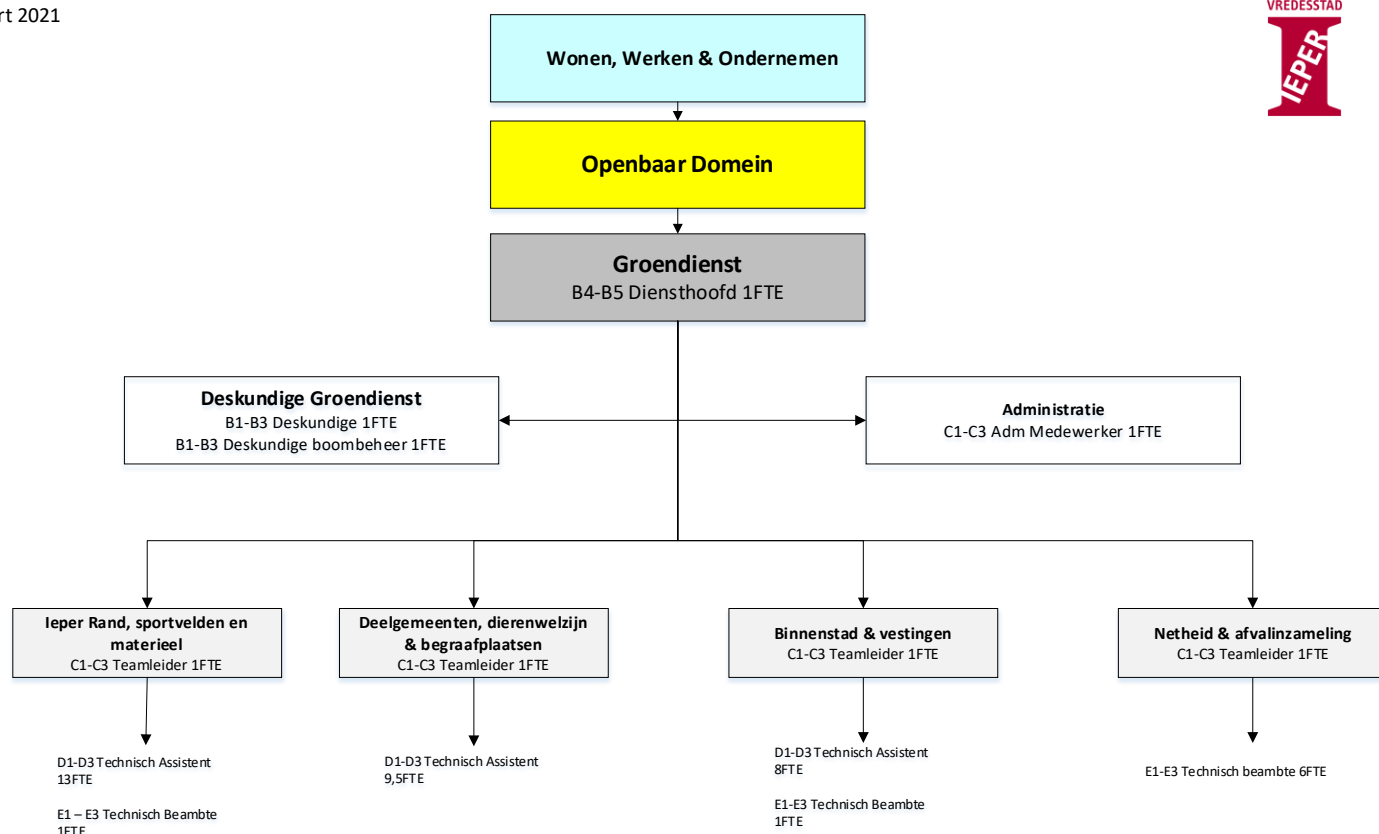 rt 2021
VREDESSTAD
IEPER
Wonen, Werken & Ondernemen
Openbaar Domein
Groendienst
B4-B5 Diensthoofd 1FTE
Deskundige Groendienst
B1-B3 Deskundige 1FTE
B1-B3 Deskundige boombeheer 1FTE
Administratie
C1-C3 Adm Medewerker 1FTE
Ieper Rand, sportvelden en
materieel
C1-C3 Teamleider 1FTE
Deelgemeenten, dierenwelzijn
& begraafplaatsen
C1-C3 Teamleider 1FTE
Binnenstad & vestingen
C1-C3 Teamleider 1FTE
Netheid & afvalinzameling
C1-C3 Teamleider 1FTE
D1-D3 Technisch Assistent
13FTE
E1 – E3 Technisch Beambte
1FTE
D1-D3 Technisch Assistent
9,5FTE
D1-D3 Technisch Assistent
8FTE
E1-E3 Technisch Beambte
1FTE
E1-E3 Technisch beambte 6FTE